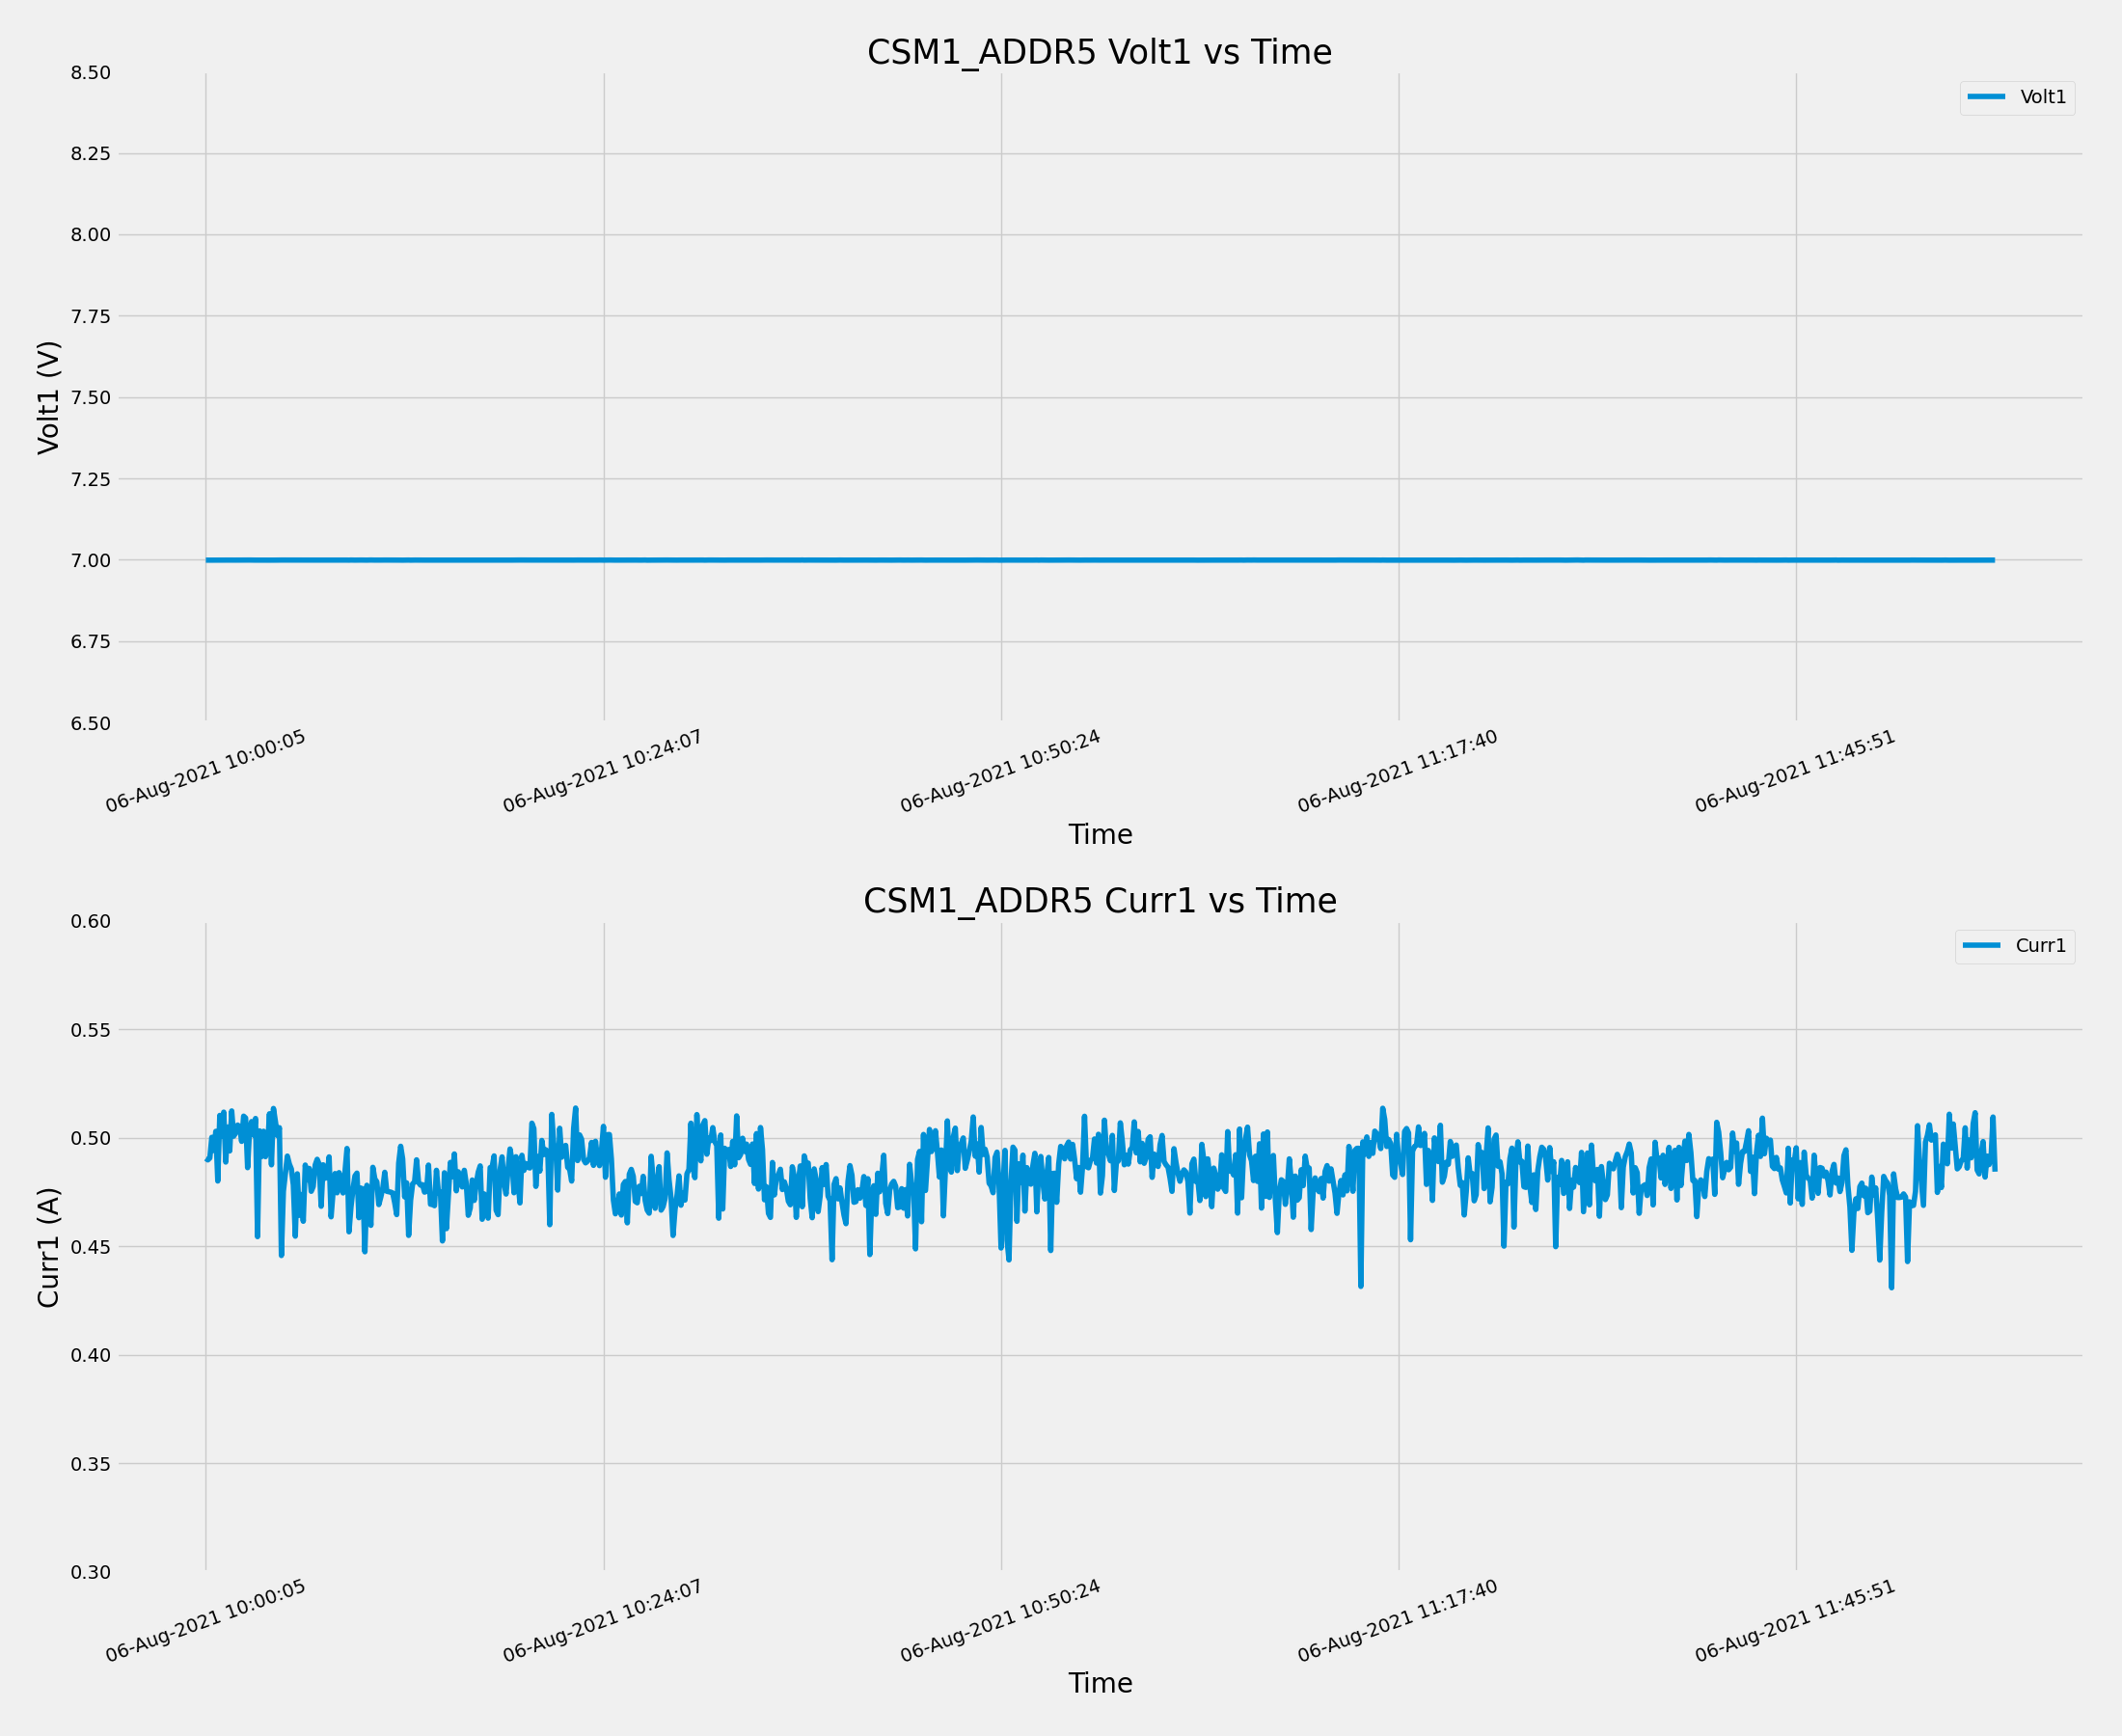 CSM1_ADDR5 Volt1 vs Time
8.50
8.25
8.00
7.75
7.50
7.25
7.00
6.75
6.50
Volt1 (V)
Volt1
06-Aug-2021 10:00:05
06-Aug-2021 10:24:07
06-Aug-2021 10:50:24
06-Aug-2021 11:17:40
06-Aug-2021 11:45:51
Time
CSM1_ADDR5 Curr1 vs Time
0.60
0.55
0.50
0.45
0.40
0.35
0.30
Curr1 (A)
Curr1
06-Aug-2021 10:00:05
06-Aug-2021 10:24:07
06-Aug-2021 10:50:24
06-Aug-2021 11:17:40
06-Aug-2021 11:45:51
Time